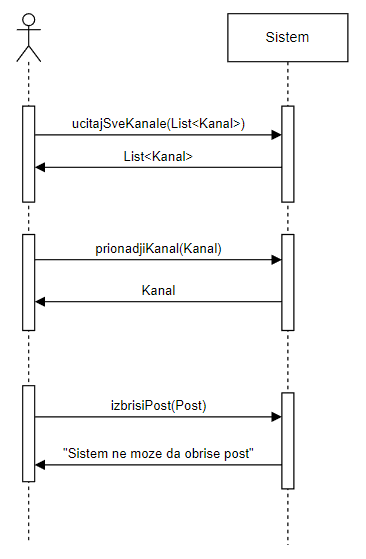 Sistem
ucitajSveKanale(List<Kanal>)
List<Kanal>
prionadjiKanal(Kanal)
Kanal
izbrisiPost(Post)
"Sistem ne moze da obrise post"